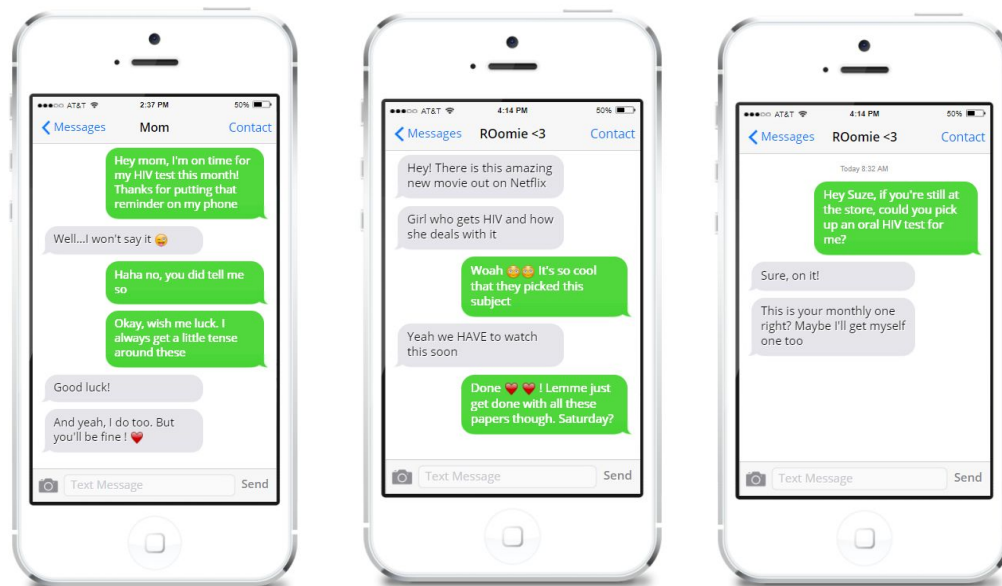 AT&T 2:37 PM 50%
Messages Mom Contact
Hey mom, I'm on time for
my HIV test this month!
Thanks for putting that
reminder on my phone
Well...I won't say it 😅
Haha no, you did tell me
so
Okay, wish me luck. I
always get a little tense
around these
Good luck!
And yeah, I do too. But
you'll be fine ! ❤️
Text Message Send
AT&T 4:14 PM 50%
Messages ROomie <3 Contact
Hey! There is this amazing
new movie out on Netflix
Girl who gets HIV and how
she deals with it
Woah 😁😁 It's so cool
that they picked this
subject
Yeah we HAVE to watch
this soon
Done ❤️ ❤️ ! Lemme just
get done with all these
papers though. Saturday?
Text Message Send
AT&T 4:14 PM 50%
Messages ROomie <3 Contact
Today 8:32 AM
Hey Suze, if you're still at
the store, could you pick
up an oral HIV test for
me?
Sure, on it!
This is your monthly one
right? Maybe I'll get myself
one too
Text Message Send